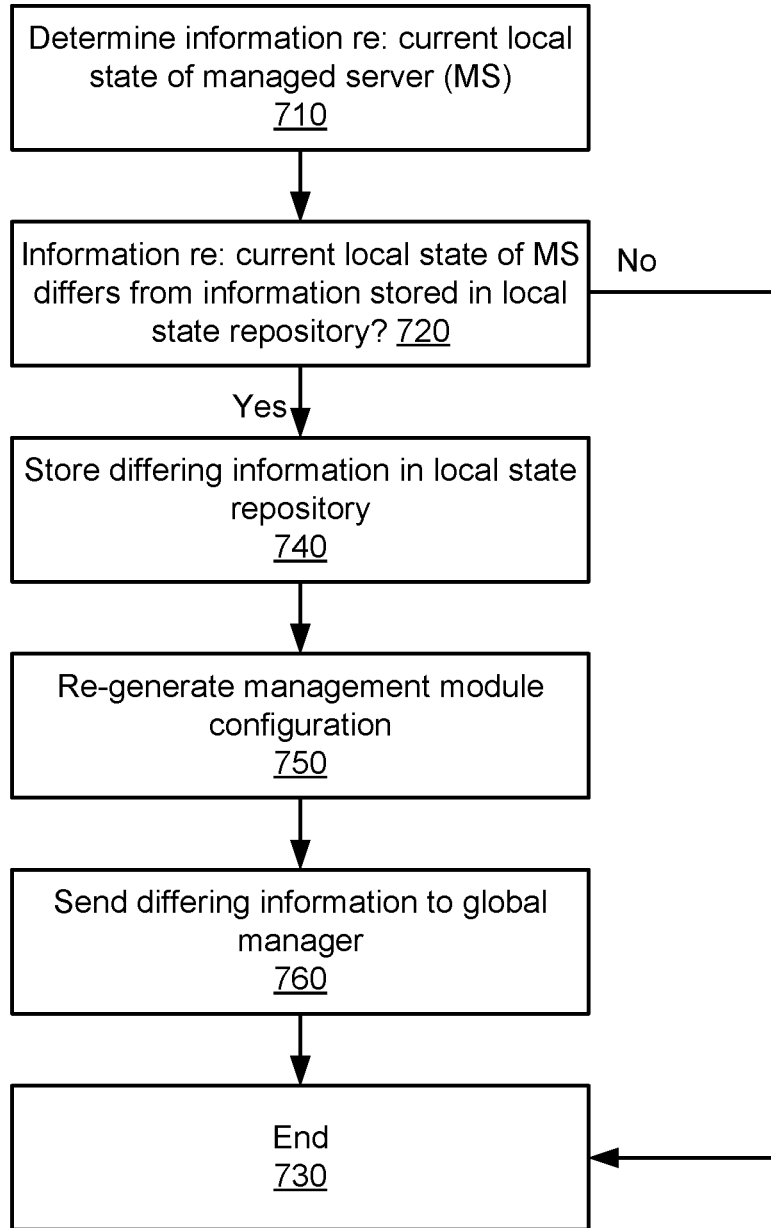 Determine information re: current local
state of managed server (MS)
710
Information re: current local state of MS
differs from information stored in local
state repository? 720
No
Yes
Store differing information in local state
repository
740
Re-generate management module
configuration
750
Send differing information to global
manager
760
End
730